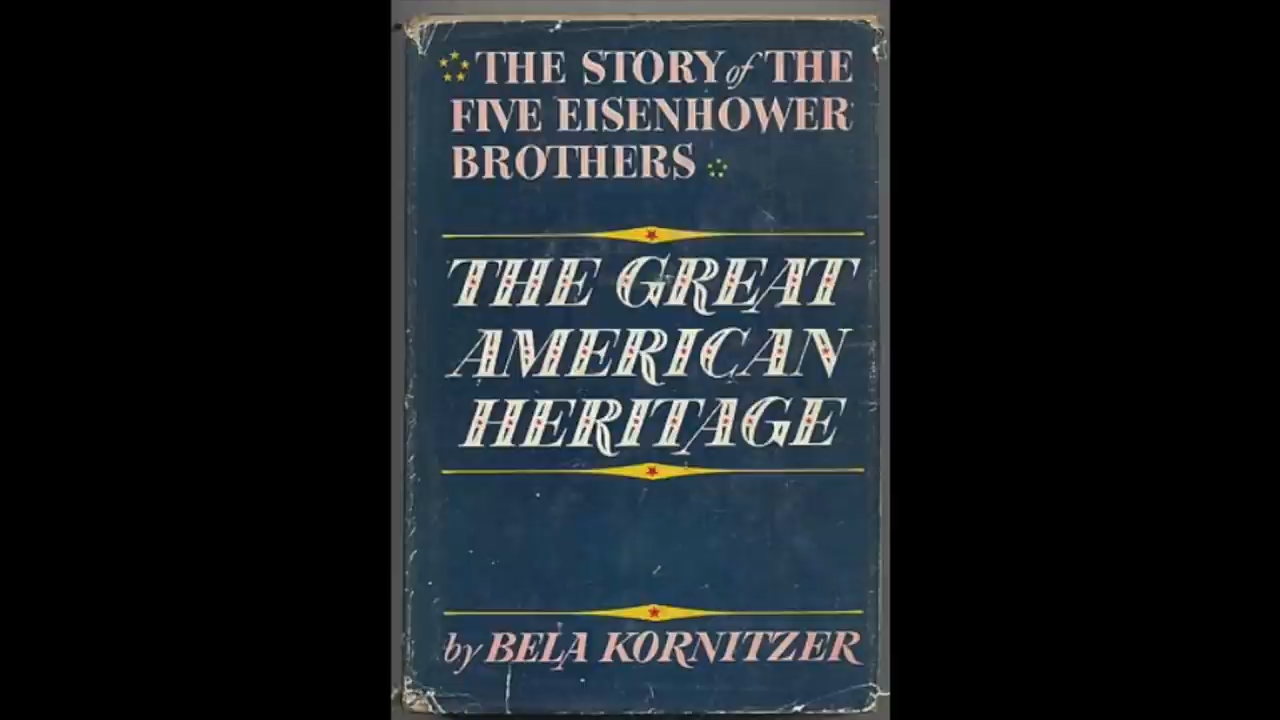 THE STORY of THE
FIVE EISENHOWER
BROTHERS
THE GREAT
AMERICAN
HERITAGE
by BELA KORNITZER